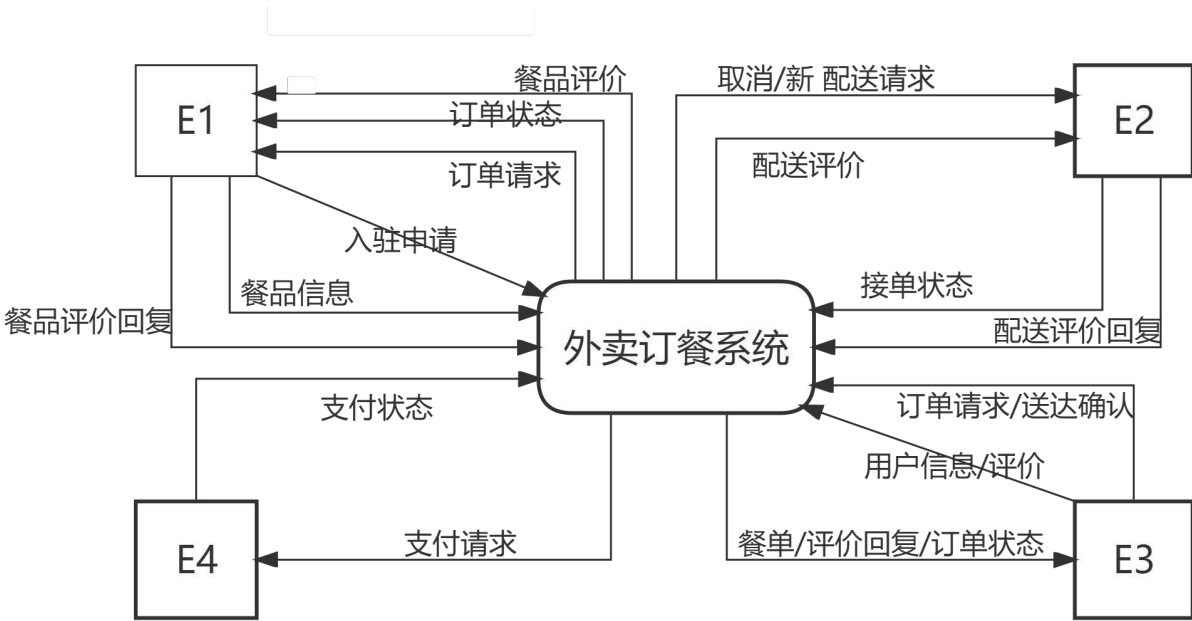 餐品评价
取消/新 配送请求
E1
订单状态
E2
订单请求
配送评价
入驻申请
餐品信息
接单状态
餐品评价回复
配送评价回复
外卖订餐系统
支付状态
订单请求/送达确认
用户信息/评价
E4
支付请求
餐单/评价回复/订单状态
E3